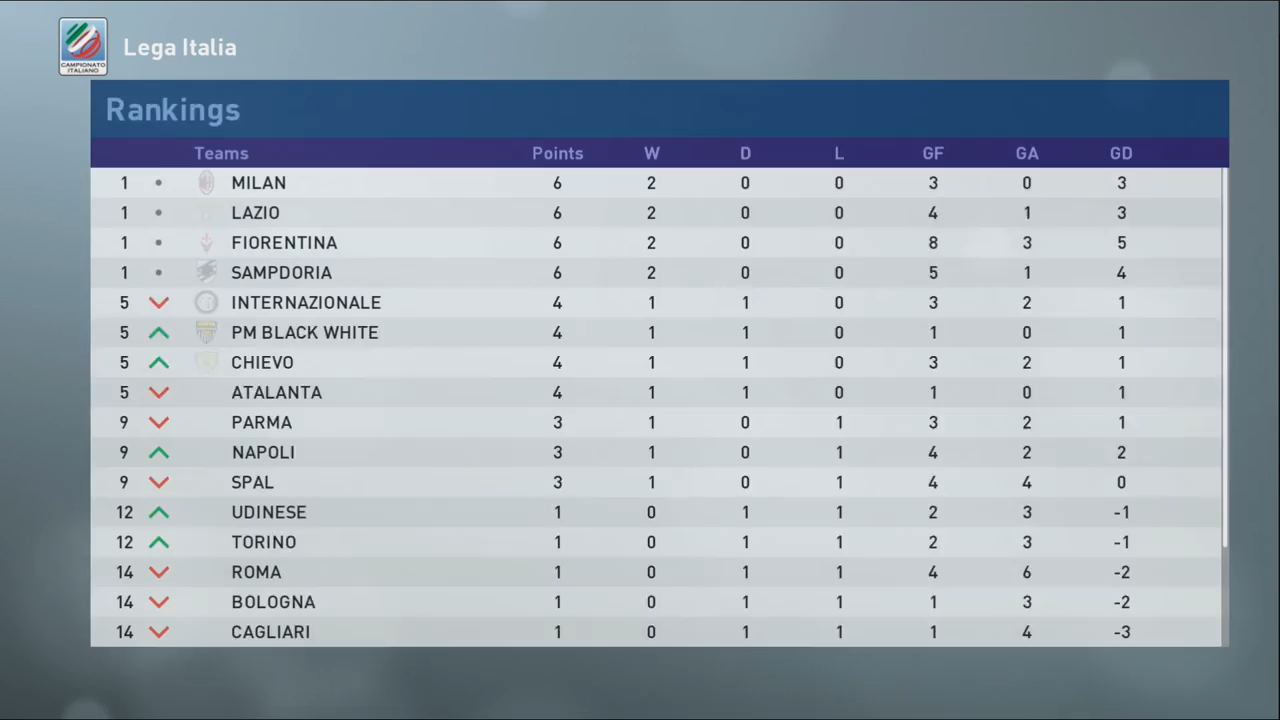 CAMPIONATO
ITALIANO
Lega Italia
Rankings
Teams Points W D L GF GA GD
1 MILAN 6 2 0 0 3 0 3
1 LAZIO 6 2 0 0 4 1 3
1 FIORENTINA 6 2 0 0 8 3 5
1 SAMPDORIA 6 2 0 0 5 1 4
5 INTERNAZIONALE 4 1 1 0 3 2 1
5 PM BLACK WHITE 4 1 1 0 1 0 1
5 CHIEVO 4 1 1 0 3 2 1
5 ATALANTA 4 1 1 0 1 0 1
9 PARMA 3 1 0 1 3 2 1
9 NAPOLI 3 1 0 1 4 2 2
9 SPAL 3 1 0 1 4 4 0
12 UDINESE 1 0 1 1 2 3 -1
12 TORINO 1 0 1 1 2 3 -1
14 ROMA 1 0 1 1 4 6 -2
14 BOLOGNA 1 0 1 1 1 3 -2
14 CAGLIARI 1 0 1 1 1 4 -3